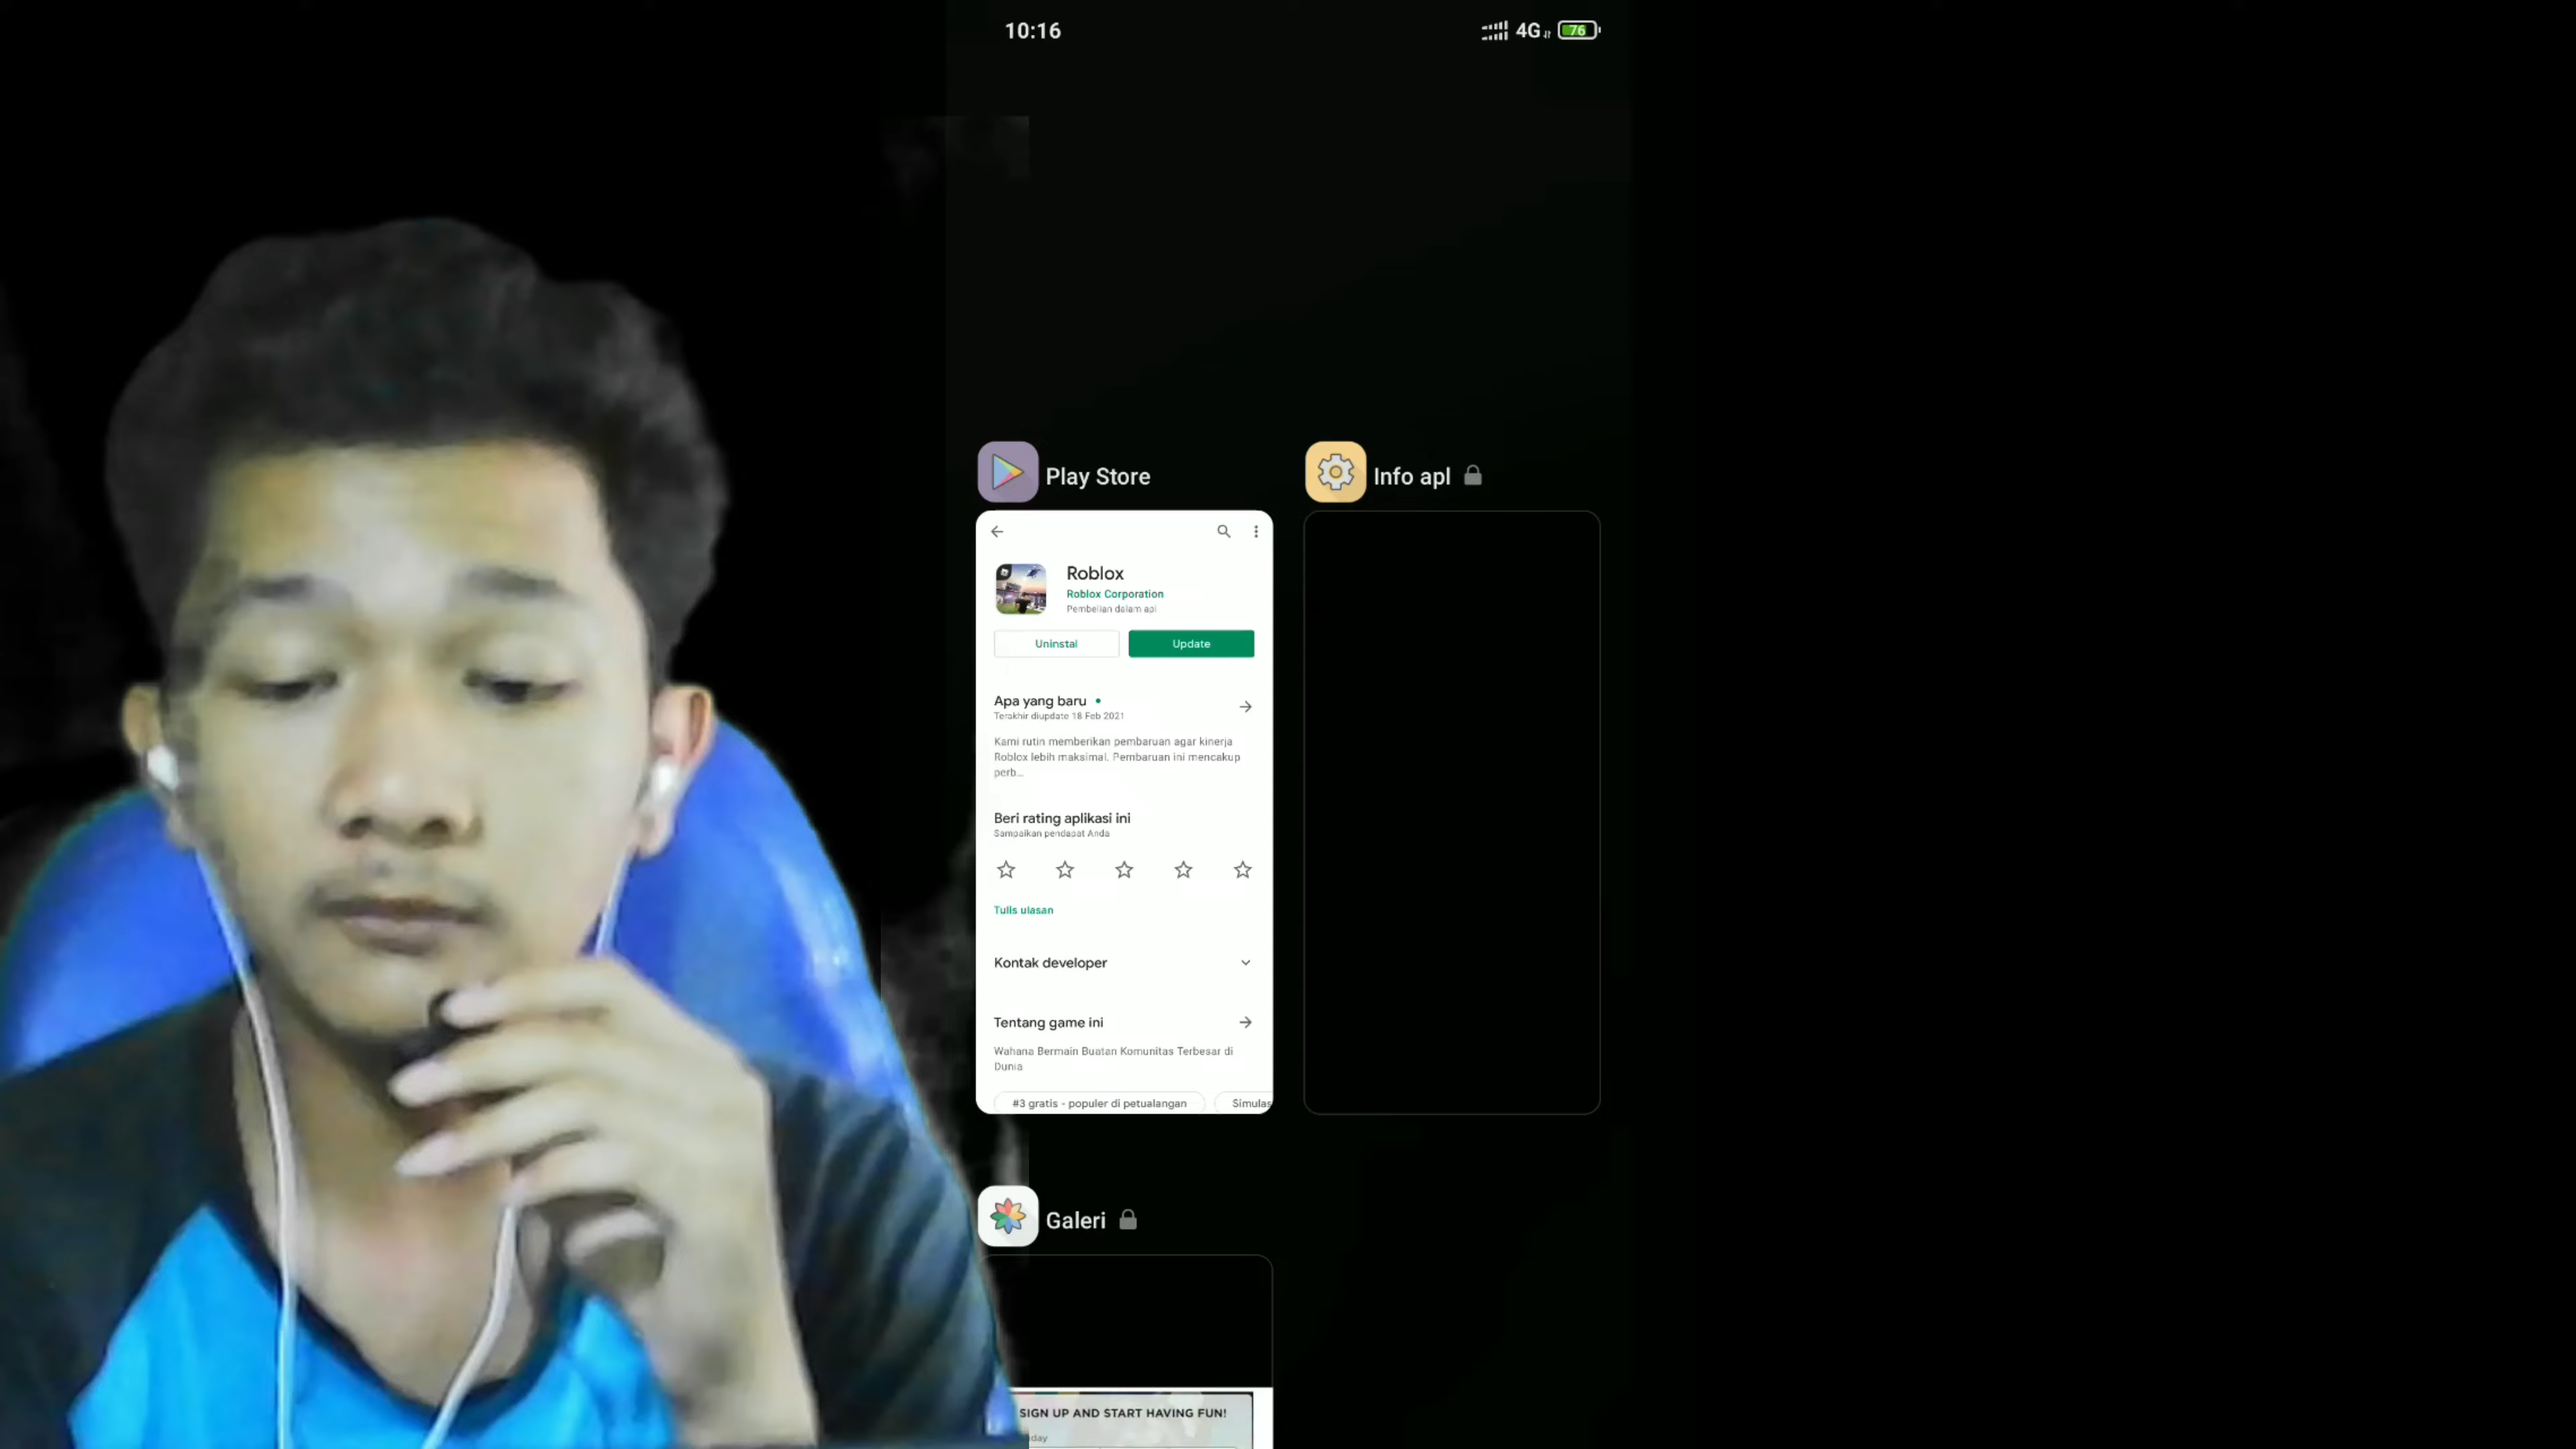 10:16
4G
76
Play Store
Info apl
Roblox
Roblox Corporation
Pembelian dalam apl
Uninstal
Update
Apa yang baru
Terakhir diupdate 18 Feb 2021
Kami rutin memberikan pembaruan agar kinerja
Roblox lebih maksimal. Pembaruan ini mencakup
perb...
Beri rating aplikasi ini
Sampaikan pendapat Anda
Tulis ulasan
Kontak developer
Tentang game ini
Wahana Bermain Buatan Komunitas Terbesar di
Dunia
#3 gratis - populer di petualangan
Simulas
Galeri
SIGN UP AND START HAVING FUN!